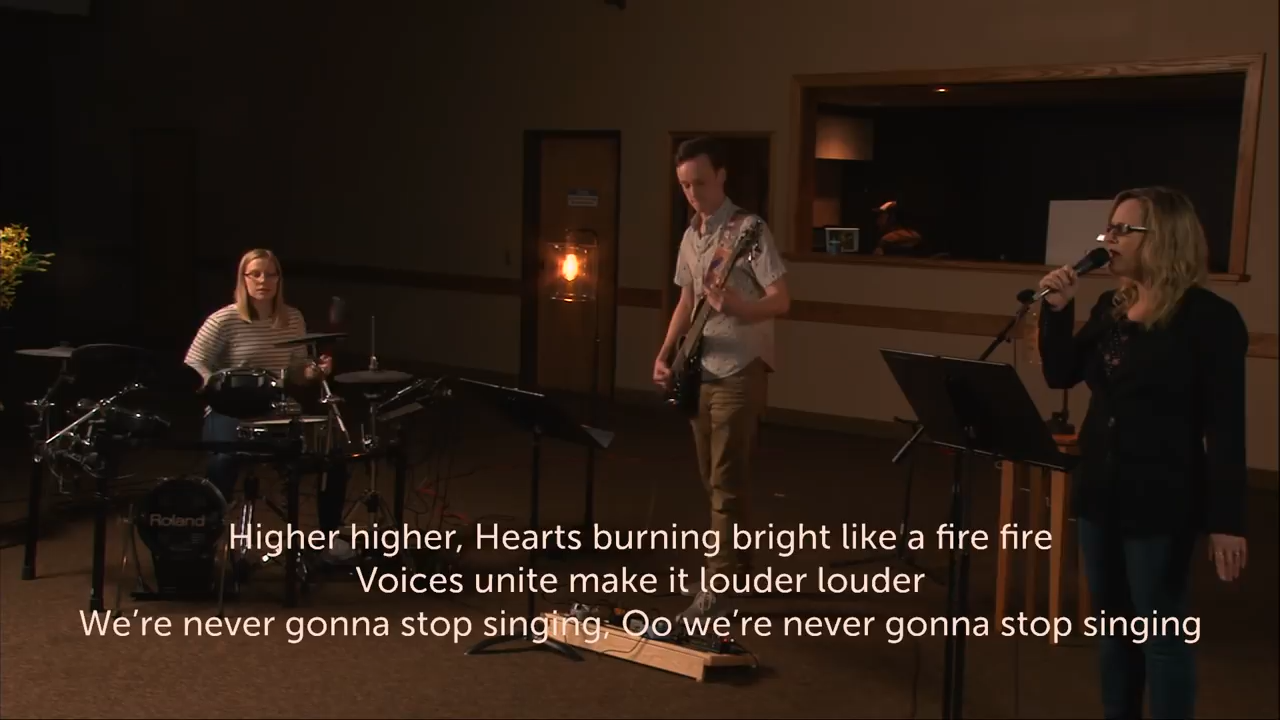 Roland
Higher higher, Hearts burning bright like a fire fire
Voices unite make it louder louder
We're never gonna stop singing, Oo we're never gonna stop singing